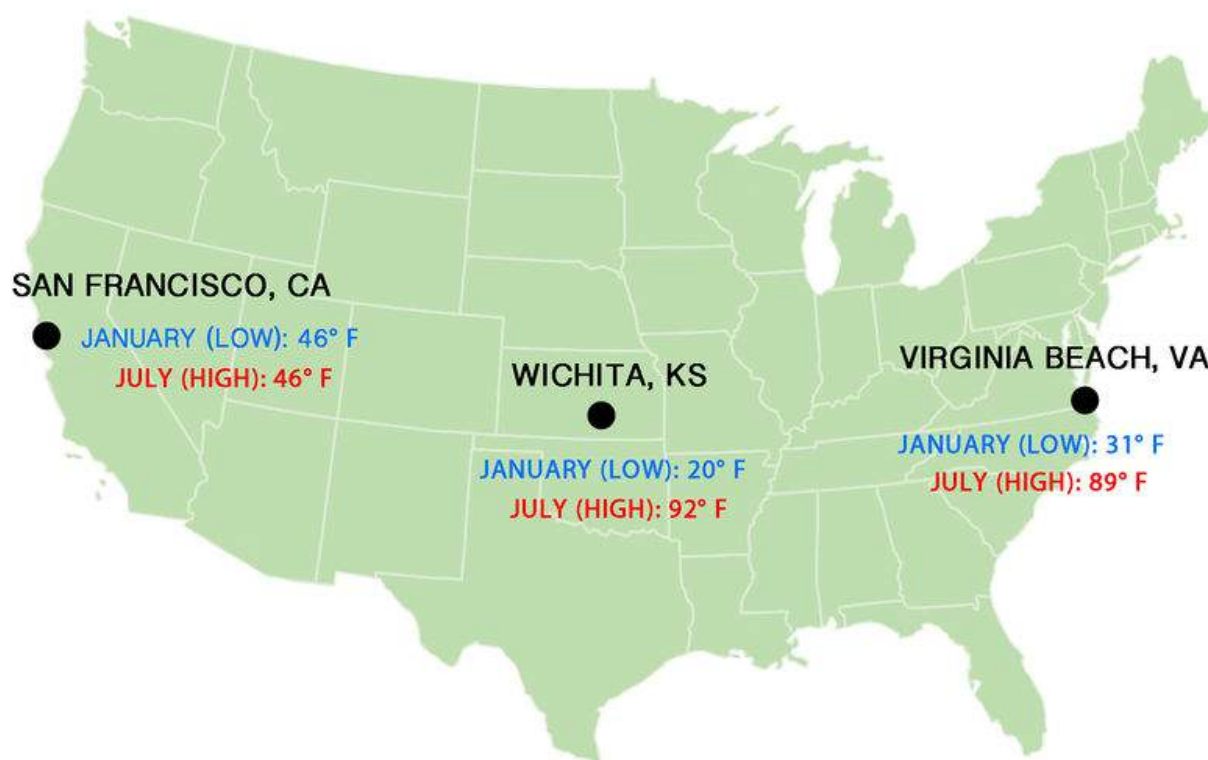 SAN FRANCISCO, CA
JANUARY (LOW): 46° F
JULY (HIGH): 46° F
WICHITA, KS
JANUARY (LOW): 20° F
JULY (HIGH): 92° F
VIRGINIA BEACH, VA
JANUARY (LOW): 31° F
JULY (HIGH): 89° F